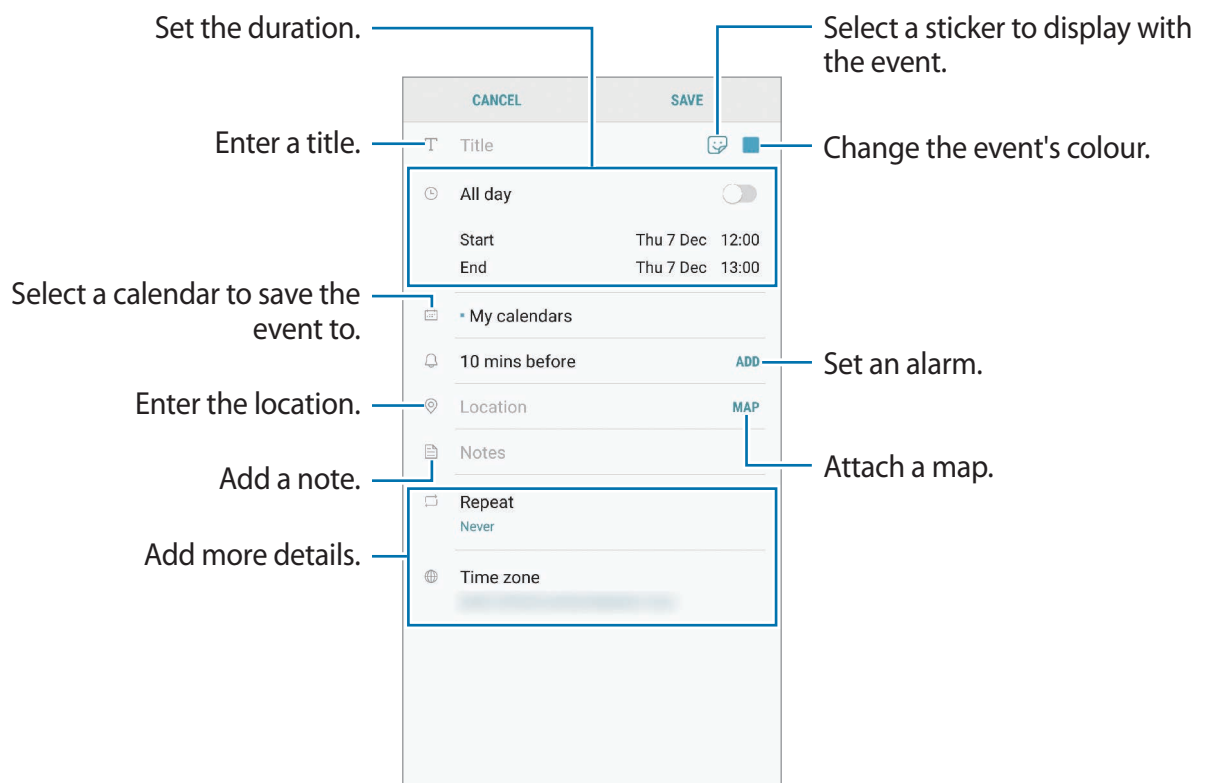 Set the duration.
Select a sticker to display with
the event.
CANCEL SAVE
Enter a title.
Title
Change the event's colour.
All day
Start Thu 7 Dec 12:00
End Thu 7 Dec 13:00
Select a calendar to save the
event to.
My calendars
10 mins before ADD
Set an alarm.
Enter the location.
Location MAP
Notes
Attach a map.
Add a note.
Repeat
Never
Add more details.
Time zone